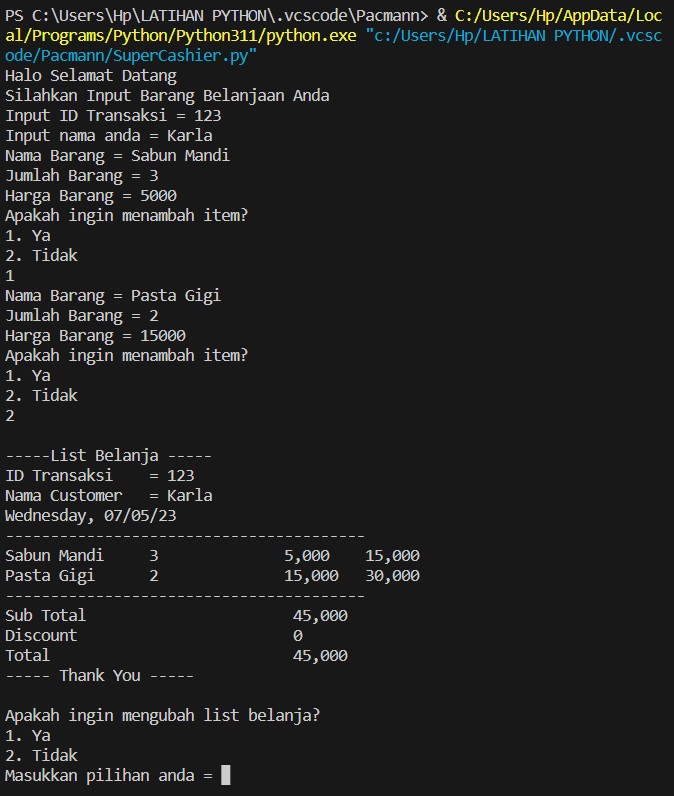 PS C:\Users\Hp\LATIHAN PYTHON\.vcscode\Pacmann> & C:/Users/Hp/AppData/Loc
al/Programs/Python/Python311/python.exe "c:/Users/Hp/LATIHAN PYTHON/.vcsc
ode/Pacmann/SuperCashier.py"
Halo Selamat Datang
Silahkan Input Barang Belanjaan Anda
Input ID Transaksi = 123
Input nama anda = Karla
Nama Barang = Sabun Mandi
Jumlah Barang = 3
Harga Barang = 5000
Apakah ingin menambah item?
1. Ya
2. Tidak
1
Nama Barang = Pasta Gigi
Jumlah Barang = 2
Harga Barang = 15000
Apakah ingin menambah item?
1. Ya
2. Tidak
2

-----List Belanja -----
ID Transaksi    = 123
Nama Customer   = Karla
Wednesday, 07/05/23
----------------------------------------
Sabun Mandi     3              5,000    15,000
Pasta Gigi      2              15,000   30,000
----------------------------------------
Sub Total                       45,000
Discount                        0
Total                           45,000
----- Thank You -----

Apakah ingin mengubah list belanja?
1. Ya
2. Tidak
Masukkan pilihan anda =